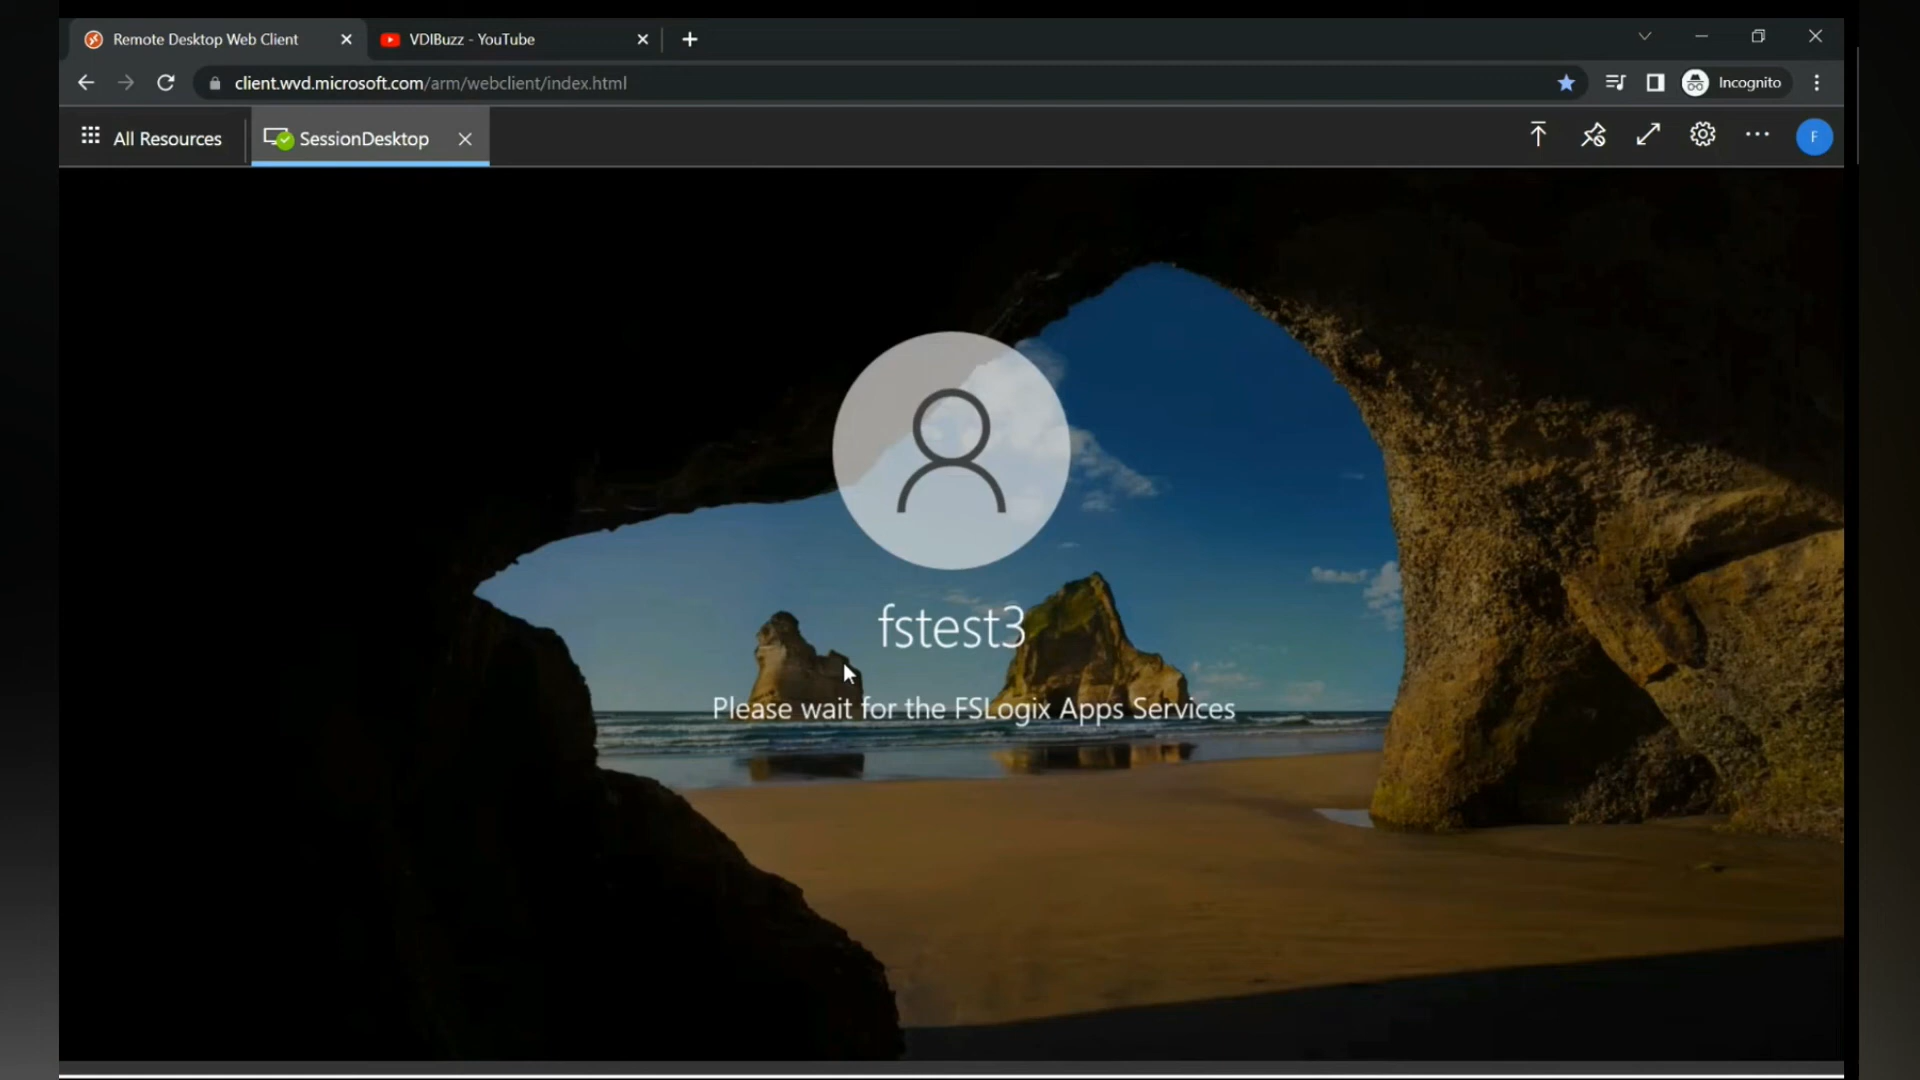 Remote Desktop Web Client
VDIBuzz - YouTube
client.wvd.microsoft.com/arm/webclient/index.html
Incognito
All Resources
SessionDesktop
F
fstest3
Please wait for the FSLogix Apps Services